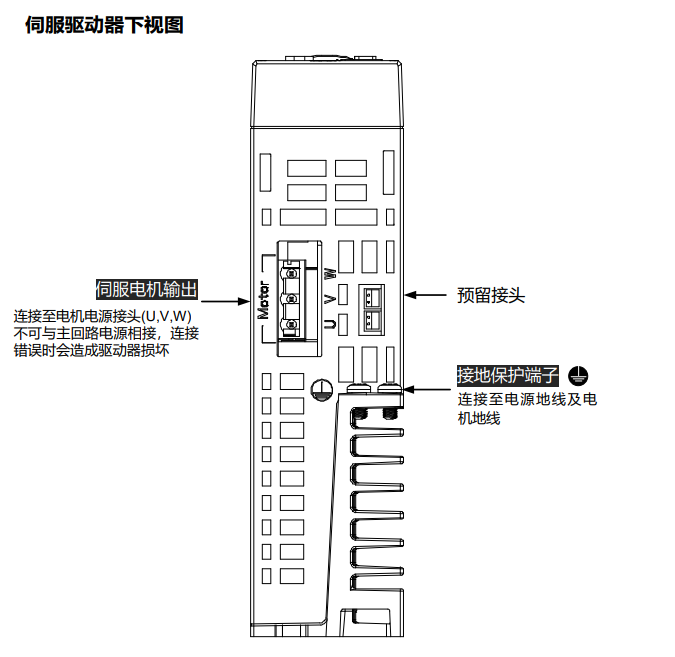 伺服驱动器下视图
伺服电机输出
连接至电机电源接头(U,V,W)
不可与主回路电源相接，连接
错误时会造成驱动器损坏
Motor
W
V
U
预留接头
接地保护端子
连接至电源地线及电
机地线